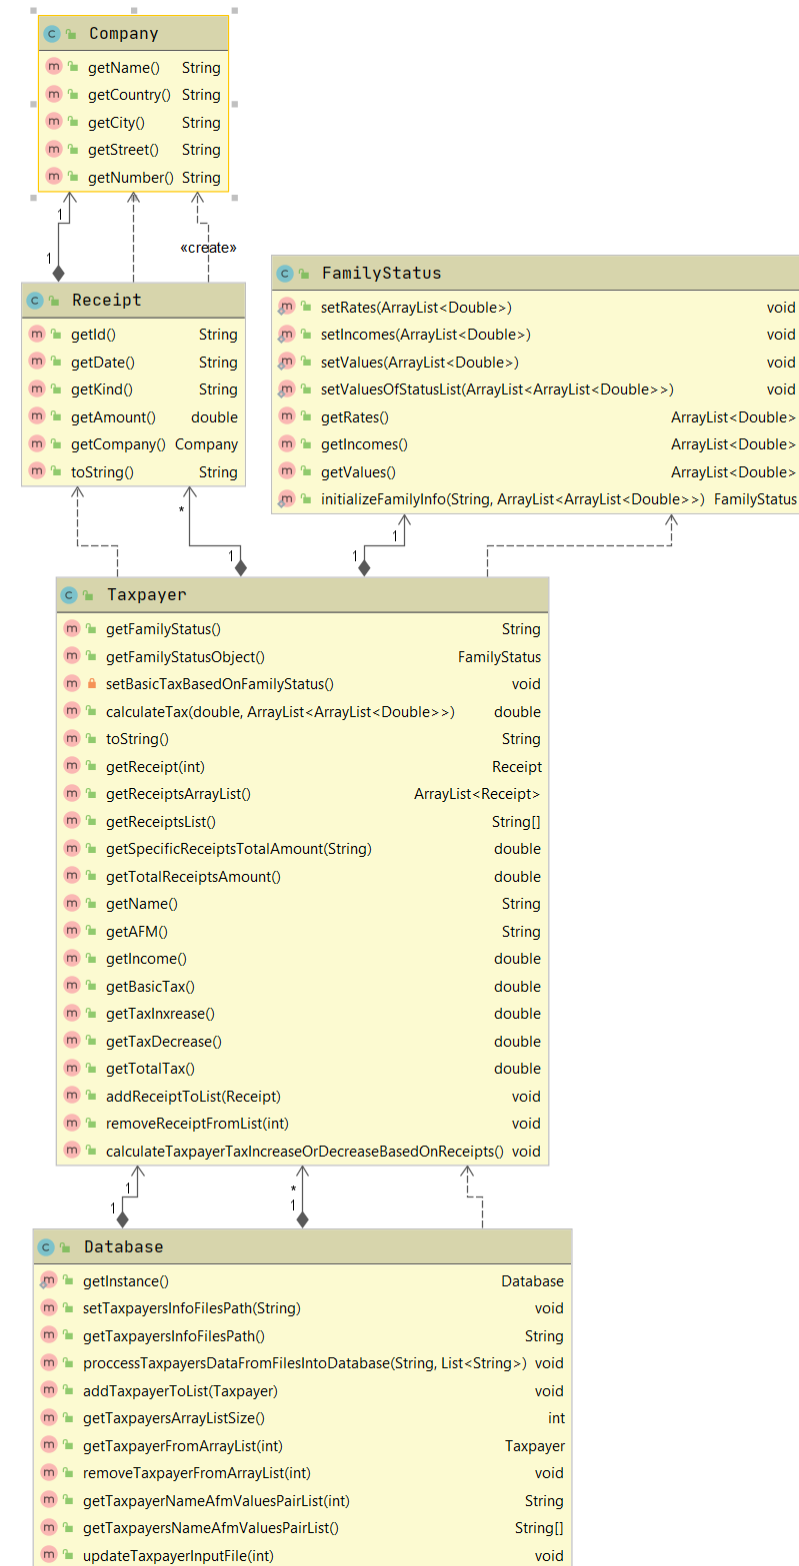 Company
getName() String
getCountry() String
getCity() String
getStreet() String
getNumber() String
1
«create»
1
Receipt
getId() String
getDate() String
getKind() String
getAmount() double
getCompany() Company
toString() String
FamilyStatus
setRates(ArrayList<Double>) void
setIncomes(ArrayList<Double>) void
setValues(ArrayList<Double>) void
setValuesOfStatusList(ArrayList<ArrayList<Double>>) void
getRates() ArrayList<Double>
getIncomes() ArrayList<Double>
getValues() ArrayList<Double>
initializeFamilyInfo(String, ArrayList<ArrayList<Double>>) FamilyStatus
*
1
1
1
Taxpayer
getFamilyStatus() String
getFamilyStatusObject() FamilyStatus
setBasicTaxBasedOnFamilyStatus() void
calculateTax(double, ArrayList<ArrayList<Double>>) double
toString() String
getReceipt(int) Receipt
getReceiptsArrayList() ArrayList<Receipt>
getReceiptsList() String[]
getSpecificReceiptsTotalAmount(String) double
getTotalReceiptsAmount() double
getName() String
getAFM() String
getIncome() double
getBasicTax() double
getTaxInxrease() double
getTaxDecrease() double
getTotalTax() double
addReceiptToList(Receipt) void
removeReceiptFromList(int) void
calculateTaxpayerTaxIncreaseOrDecreaseBasedOnReceipts() void
1
*
1
1
Database
getInstance() Database
setTaxpayersInfoFilesPath(String) void
getTaxpayersInfoFilesPath() String
proccessTaxpayersDataFromFilesIntoDatabase(String, List<String>) void
addTaxpayerToList(Taxpayer) void
getTaxpayersArrayListSize() int
getTaxpayerFromArrayList(int) Taxpayer
removeTaxpayerFromArrayList(int) void
getTaxpayerNameAfmValuesPairList(int) String
getTaxpayersNameAfmValuesPairList() String[]
updateTaxpayerInputFile(int) void